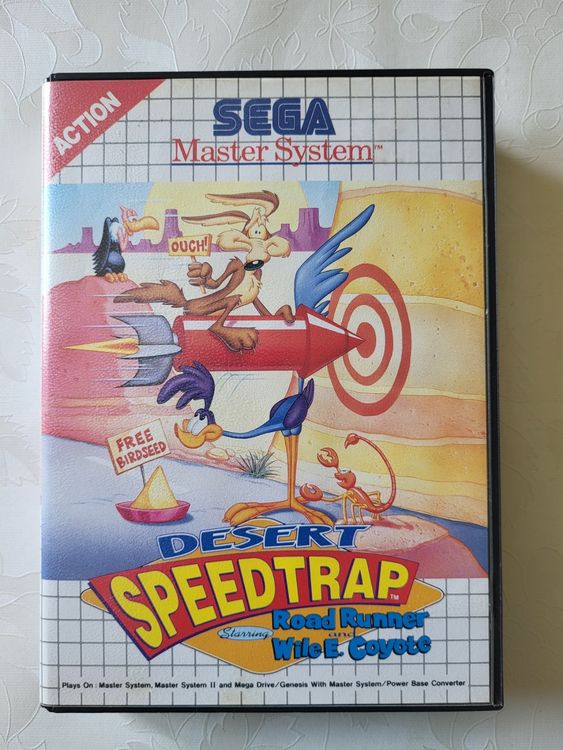 ACTION
SEGA
Master System™
OUCH!
FREE
BIRDSEED
DESERT
SPEEDTRAP™
Starring Road Runner
and
Wile E. Coyote
Plays On : Master System, Master System II and Mega Drive/Genesis With Master System/Power Base Converter